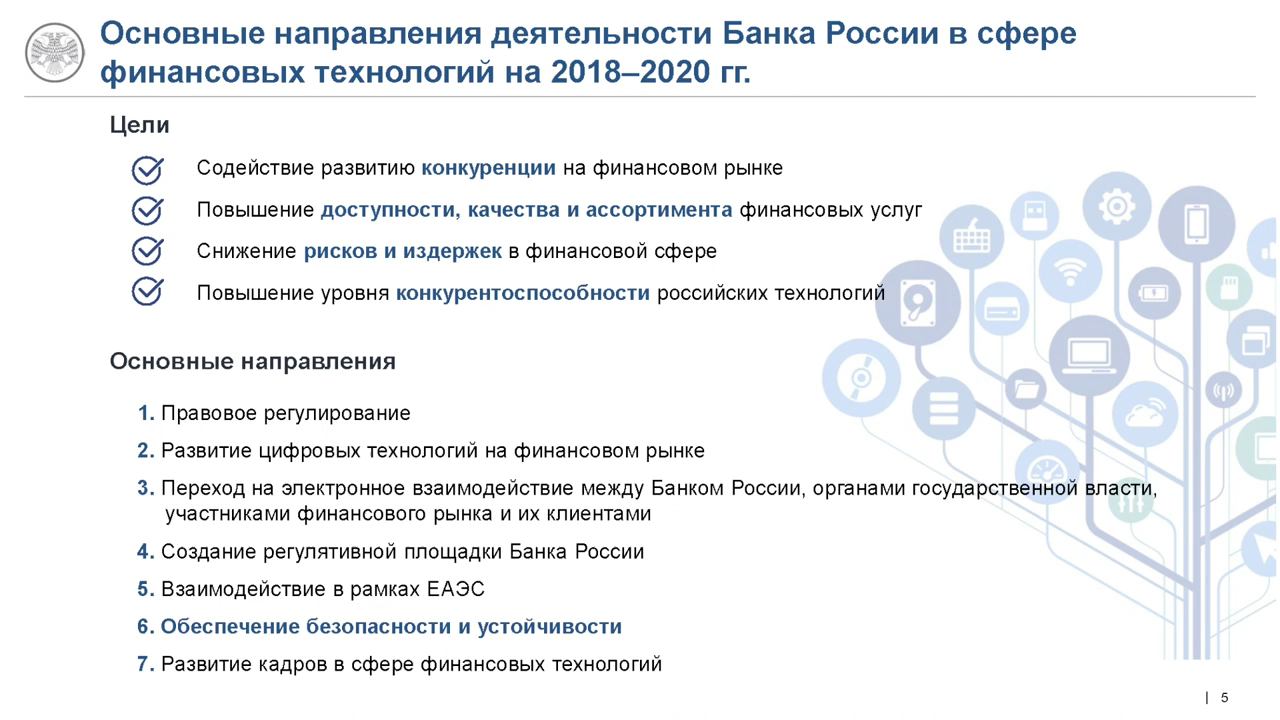 Основные направления деятельности Банка России в сфере
финансовых технологий на 2018–2020 гг.
Цели
Содействие развитию конкуренции на финансовом рынке
Повышение доступности, качества и ассортимента финансовых услуг
Снижение рисков и издержек в финансовой сфере
Повышение уровня конкурентоспособности российских технологий
Основные направления
1. Правовое регулирование
2. Развитие цифровых технологий на финансовом рынке
3. Переход на электронное взаимодействие между Банком России, органами государственной власти,
участниками финансового рынка и их клиентами
4. Создание регулятивной площадки Банка России
5. Взаимодействие в рамках ЕАЭС
6. Обеспечение безопасности и устойчивости
7. Развитие кадров в сфере финансовых технологий
| 5